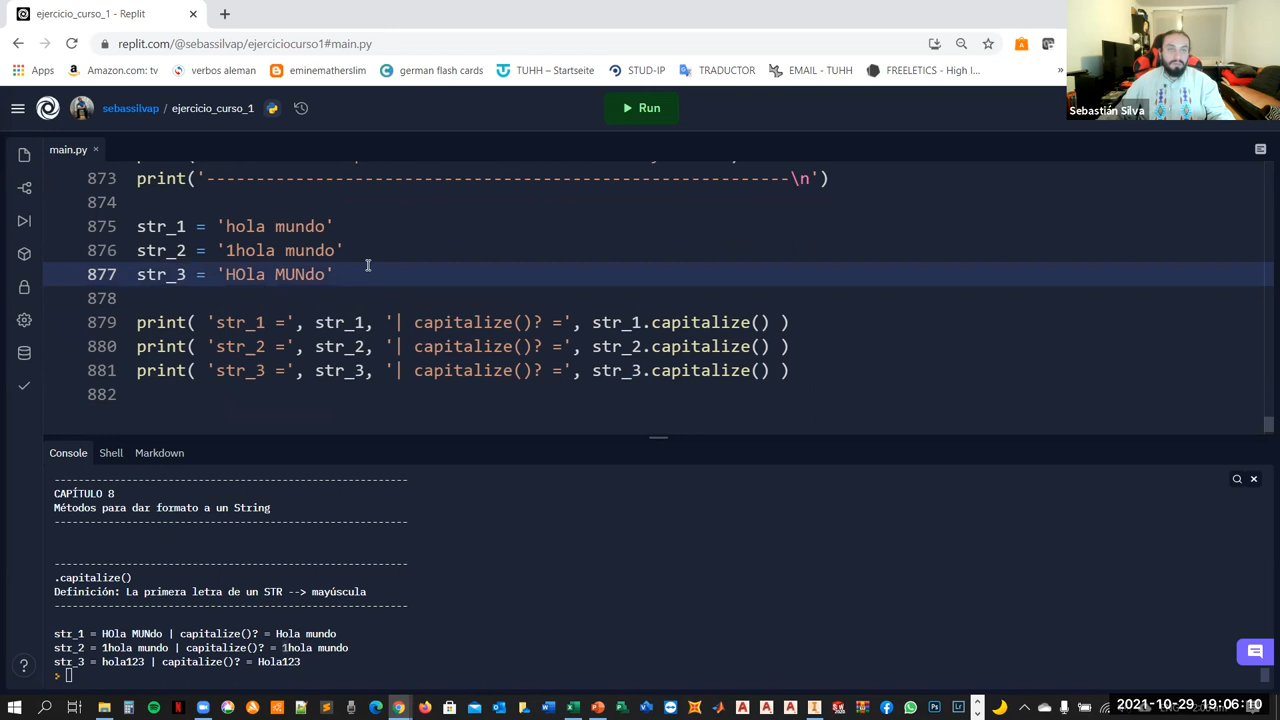 ejercicio_curso_1 - Replit
replit.com/@sebassilvap/ejerciciocurso1#main.py
Apps Amazon.com: tv verbos aleman eminematherslim german flash cards TUHH – Startseite STUD-IP TRADUCTOR EMAIL - TUHH FREELETICS - High I... »
Sebastián Silva
sebassilvap / ejercicio_curso_1 Run
main.py
873 print('-----------------------------------------------------------\n')
874
875 str_1 = 'hola mundo'
876 str_2 = '1hola mundo'
877 str_3 = 'HOla MUNdo'
878
879 print( 'str_1 =', str_1, '| capitalize()? =', str_1.capitalize() )
880 print( 'str_2 =', str_2, '| capitalize()? =', str_2.capitalize() )
881 print( 'str_3 =', str_3, '| capitalize()? =', str_3.capitalize() )
882
Console Shell Markdown
-----------------------------------------------------------
CAPÍTULO 8
Métodos para dar formato a un String
-----------------------------------------------------------
-----------------------------------------------------------
.capitalize()
Definición: La primera letra de un STR --> mayúscula
-----------------------------------------------------------
str_1 = HOla MUNdo | capitalize()? = Hola mundo
str_2 = 1hola mundo | capitalize()? = 1hola mundo
str_3 = hola123 | capitalize()? = Hola123
>
2021-10-29 19:06:10